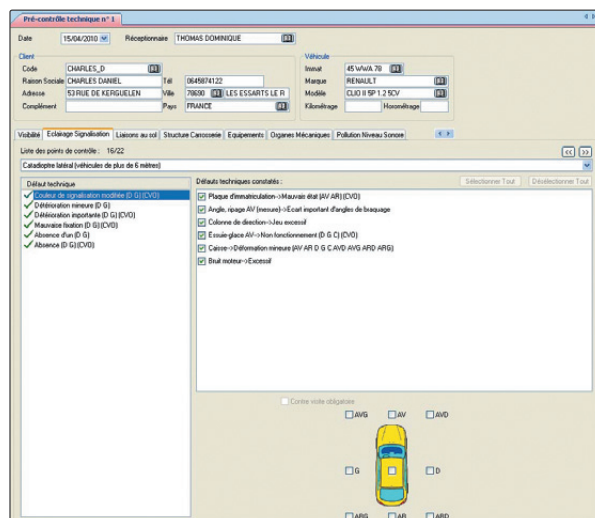 Pré-contrôle technique n° 1
Date 15/04/2010 Réceptionnaire THOMAS DOMINIQUE
Client
Code CHARLES_D
Raison Sociale CHARLES DANIEL Tél 0645874122
Adresse 53 RUE DE KERGUELEN Ville 78690 LES ESSARTS LE R
Complément Pays FRANCE
Véhicule
Immat 45 WWA 78
Marque RENAULT
Modèle CLIO II 5P 1.2 5CV
Kilométrage Horométrage
Visibilité Eclairage Signalisation Liaisons au sol Structure Carrosserie Equipements Organes Mécaniques Pollution Niveau Sonore
Liste des points de contrôle : 16/22 << >>
Catadioptre latéral (véhicules de plus de 6 mètres)
Défaut technique
Couleur de signalisation modifiée (D G) (CVO)
Détérioration mineure (D G)
Détérioration importante (D G) (CVO)
Mauvaise fixation (D G) (CVO)
Absence d'un (D G)
Absence (D G) (CVO)
Défauts techniques constatés : Sélectionner Tout Désélectionner Tout
Plaque d'immatriculation->Mauvais état (AV AR) (CVO)
Angle, ripage AV (mesure)->Ecart important d'angles de braquage
Colonne de direction->Jeu excessif
Essuie-glace AV->Non fonctionnement (D G C) (CVO)
Caisse->Déformation mineure (AV AR D G C AVD AVG ARD ARG)
Bruit moteur->Excessif
Contre visite obligatoire
AVG AV AVD
G D
ARG AR ARD